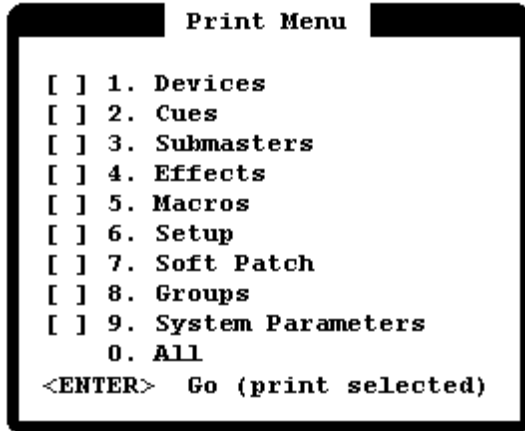 Print Menu
[ ] 1. Devices
[ ] 2. Cues
[ ] 3. Submasters
[ ] 4. Effects
[ ] 5. Macros
[ ] 6. Setup
[ ] 7. Soft Patch
[ ] 8. Groups
[ ] 9. System Parameters
0. All
<ENTER> Go (print selected)